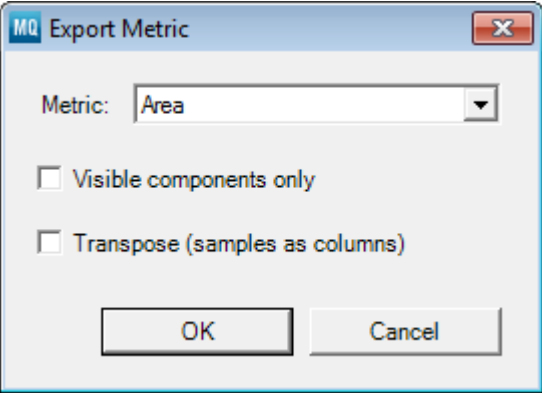 MQ Export Metric
Metric: Area
Visible components only
Transpose (samples as columns)
OK Cancel